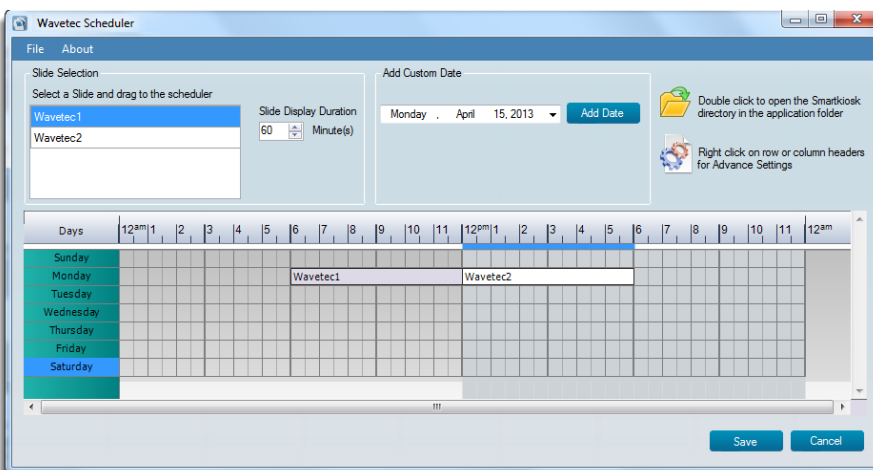 Wavetec Scheduler
File About
Slide Selection
Select a Slide and drag to the scheduler
Wavetec1
Wavetec2
Slide Display Duration
60 Minute(s)
Add Custom Date
Monday , April 15, 2013 Add Date
Double click to open the Smartkiosk
directory in the application folder
Right click on row or column headers
for Advance Settings
Days 12am 1 2 3 4 5 6 7 8 9 10 11 12pm 1 2 3 4 5 6 7 8 9 10 11 12am
Sunday
Monday Wavetec1 Wavetec2
Tuesday
Wednesday
Thursday
Friday
Saturday
Save Cancel